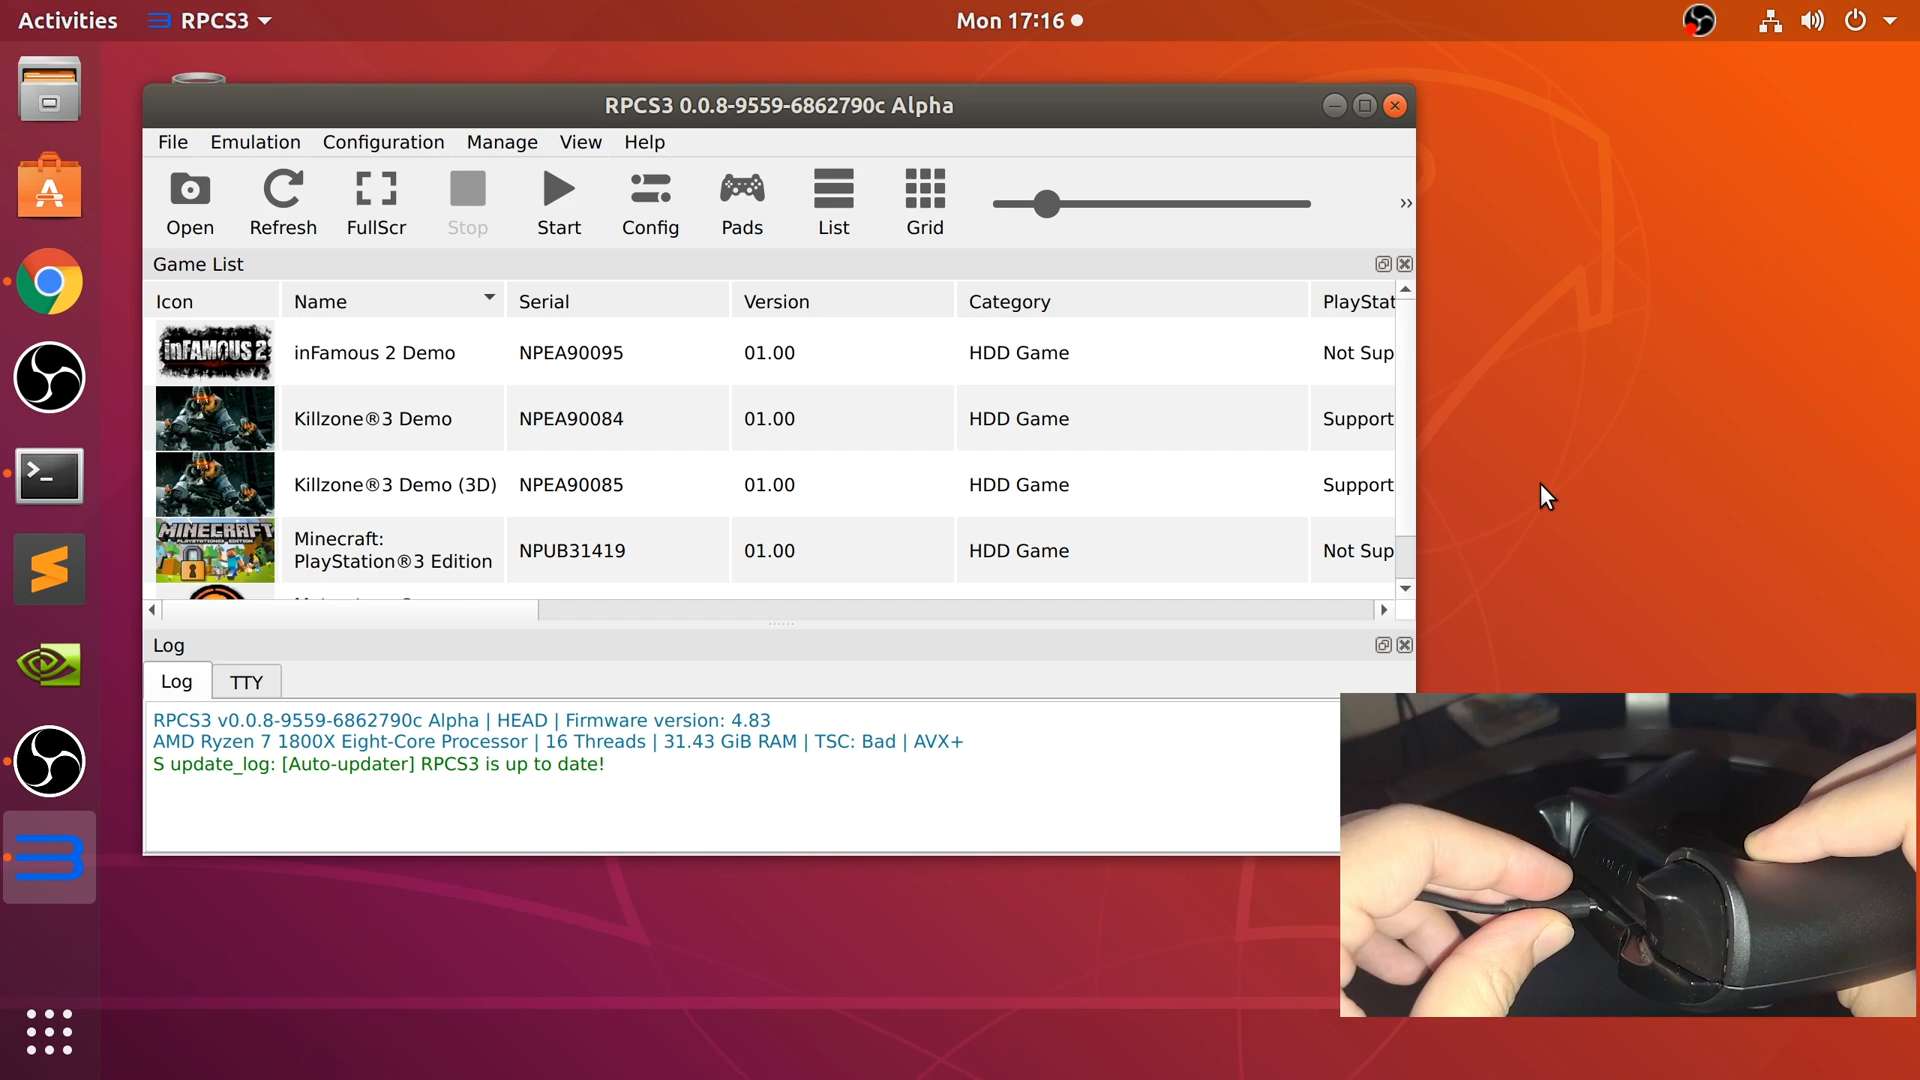 Activities RPCS3 Mon 17:16
RPCS3 0.0.8-9559-6862790c Alpha
File Emulation Configuration Manage View Help
Open Refresh FullScr Stop Start Config Pads List Grid »
Game List
Icon Name Serial Version Category PlayStat
inFAMOUS 2 inFamous 2 Demo NPEA90095 01.00 HDD Game Not Sup
Killzone®3 Demo NPEA90084 01.00 HDD Game Support
Killzone®3 Demo (3D) NPEA90085 01.00 HDD Game Support
MINECRAFT Minecraft:
PlayStation®3 Edition NPUB31419 01.00 HDD Game Not Sup
Log
Log TTY
RPCS3 v0.0.8-9559-6862790c Alpha | HEAD | Firmware version: 4.83
AMD Ryzen 7 1800X Eight-Core Processor | 16 Threads | 31.43 GiB RAM | TSC: Bad | AVX+
S update_log: [Auto-updater] RPCS3 is up to date!